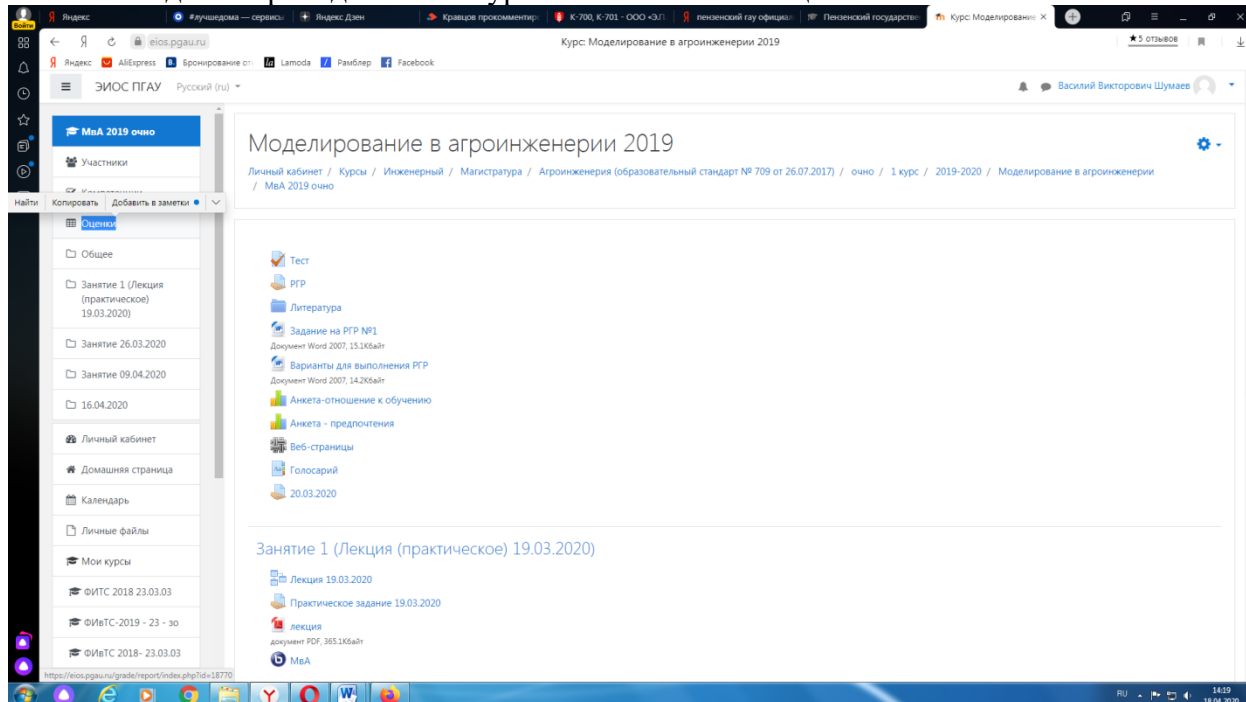 Войти
Яндекс
#лучшедома — сервисы
Яндекс Дзен
Кравцов прокомментир
К-700, К-701 - ООО «ЭЛ
пензенский гау официал
Пензенский государстве
Курс: Моделирование
eios.pgau.ru
Курс: Моделирование в агроинженерии 2019
★ 5 отзывов
Яндекс
AliExpress
Бронирование от
Lamoda
Рамблер
Facebook
ЭИОС ПГАУ
Русский (ru)
Василий Викторович Шумаев
МвА 2019 очно
Участники
Компетенции
Найти
Копировать
Добавить в заметки
Оценки
Общее
Занятие 1 (Лекция
(практическое)
19.03.2020)
Занятие 26.03.2020
Занятие 09.04.2020
16.04.2020
Личный кабинет
Домашняя страница
Календарь
Личные файлы
Мои курсы
ФИТС 2018 23.03.03
ФИвТС-2019 - 23 - зо
ФИвТС 2018- 23.03.03
https://eios.pgau.ru/grade/report/index.php?id=18770
Моделирование в агроинженерии 2019
Личный кабинет / Курсы / Инженерный / Магистратура / Агроинженерия (образовательный стандарт № 709 от 26.07.2017) / очно / 1 курс / 2019-2020 / Моделирование в агроинженерии
/ МвА 2019 очно
Тест
РГР
Литература
Задание на РГР №1
Документ Word 2007, 15.1Кбайт
Варианты для выполнения РГР
Документ Word 2007, 14.2Кбайт
Анкета-отношение к обучению
Анкета - предпочтения
Веб-страницы
Голосарий
20.03.2020
Занятие 1 (Лекция (практическое) 19.03.2020)
Лекция 19.03.2020
Практическое задание 19.03.2020
лекция
документ PDF, 365.1Кбайт
МвА
RU
14:19
18.04.2020